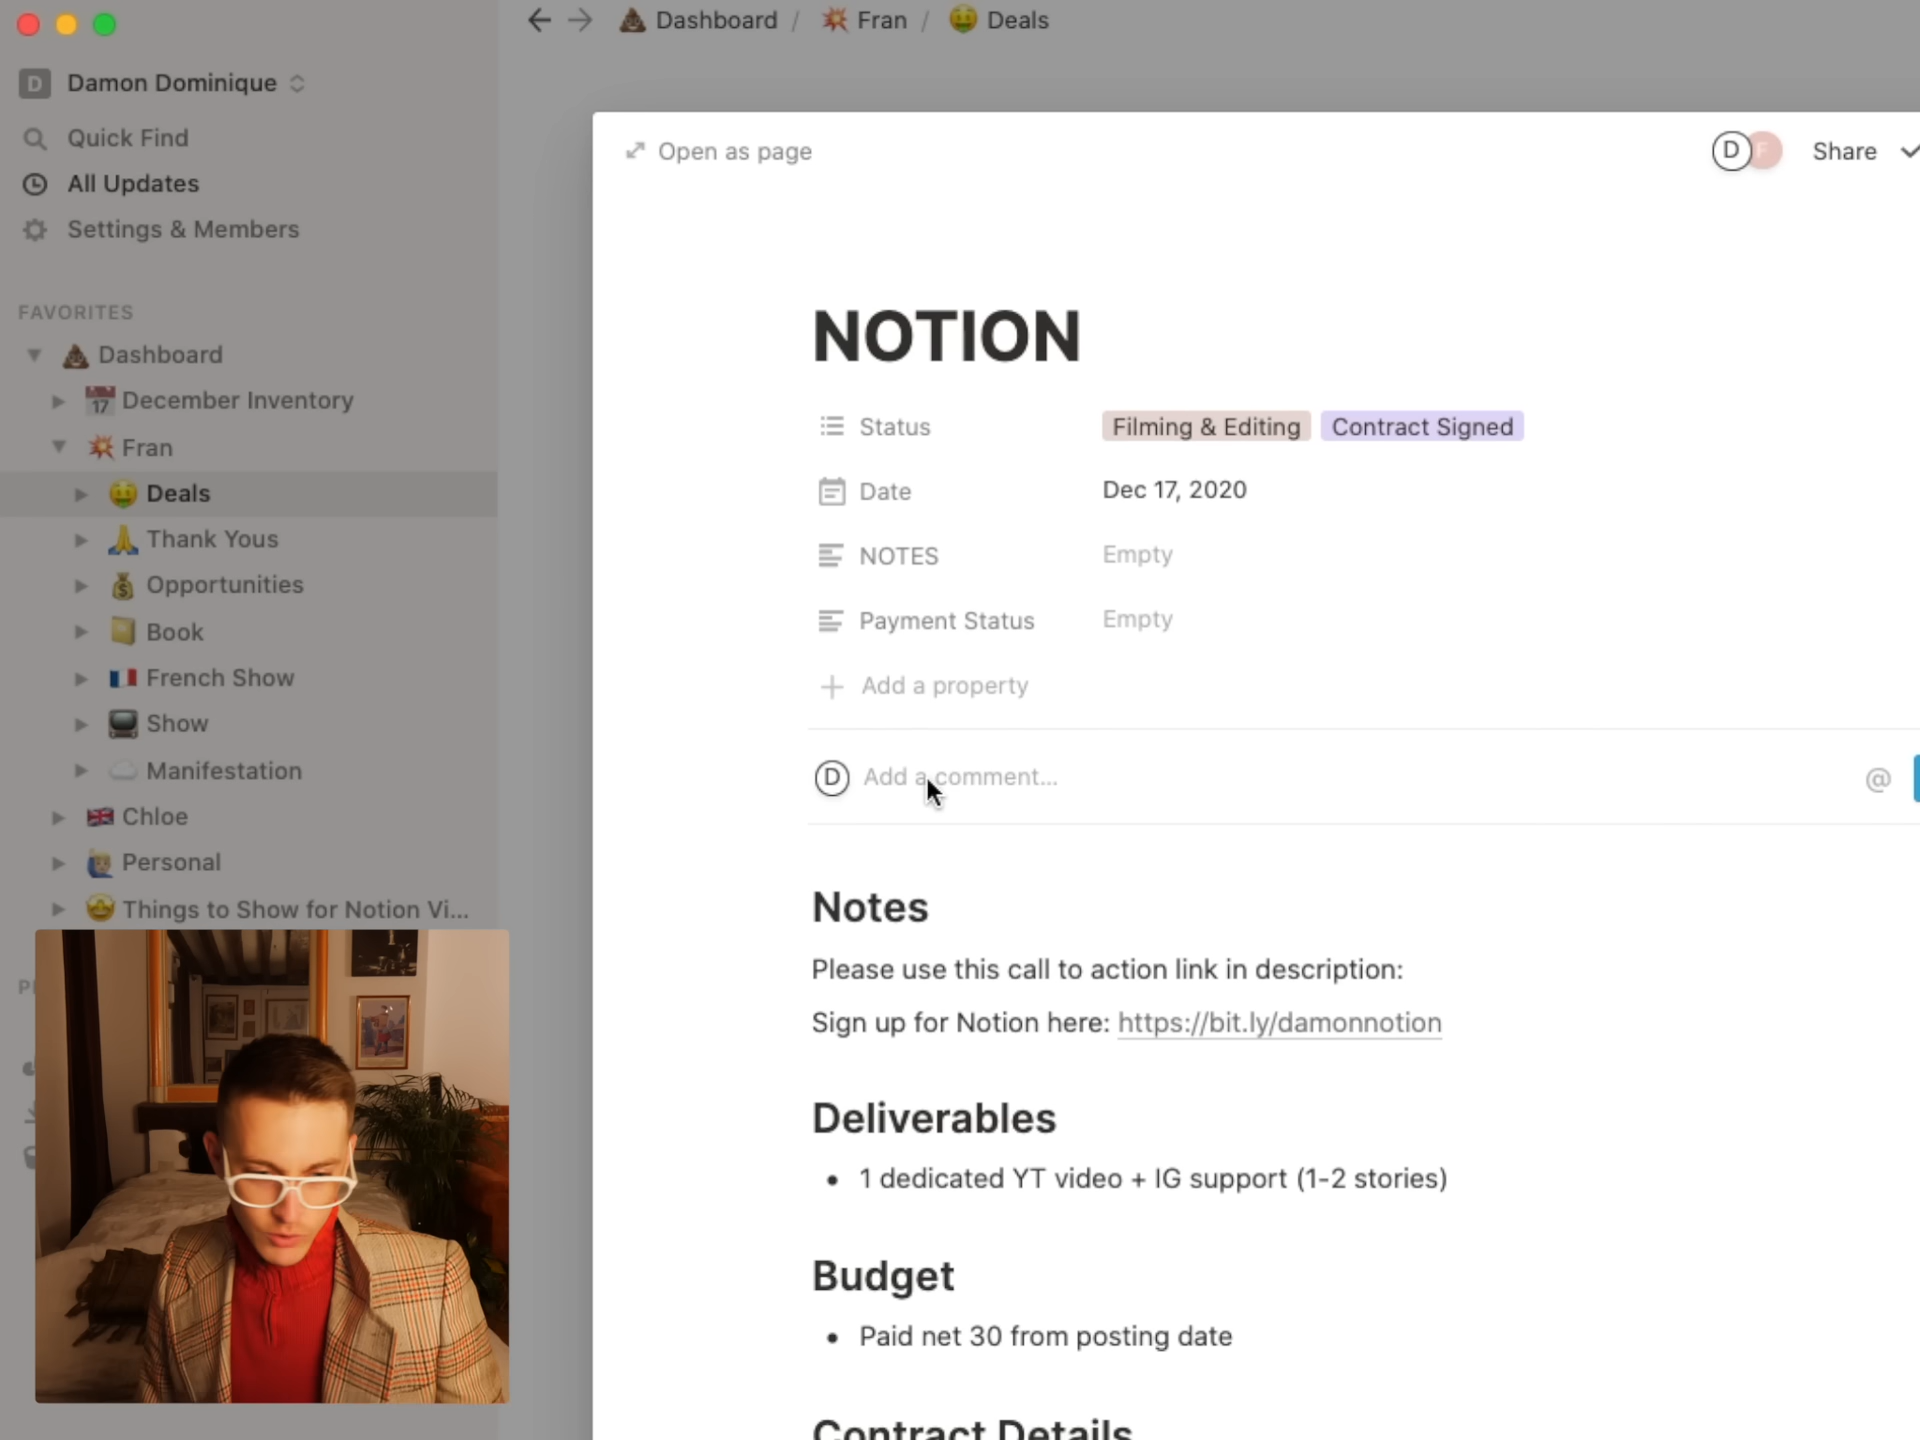 Dashboard / Fran / Deals
D Damon Dominique
Quick Find
All Updates
Settings & Members
FAVORITES
Dashboard
17 December Inventory
Fran
Deals
Thank Yous
Opportunities
Book
French Show
Show
Manifestation
Chloe
Personal
Things to Show for Notion Vi...
Open as page
D F Share
NOTION
Status Filming & Editing Contract Signed
Date Dec 17, 2020
NOTES Empty
Payment Status Empty
+ Add a property
D Add a comment... @
Notes
Please use this call to action link in description:
Sign up for Notion here: https://bit.ly/damonnotion
Deliverables
• 1 dedicated YT video + IG support (1-2 stories)
Budget
• Paid net 30 from posting date
Contract Details